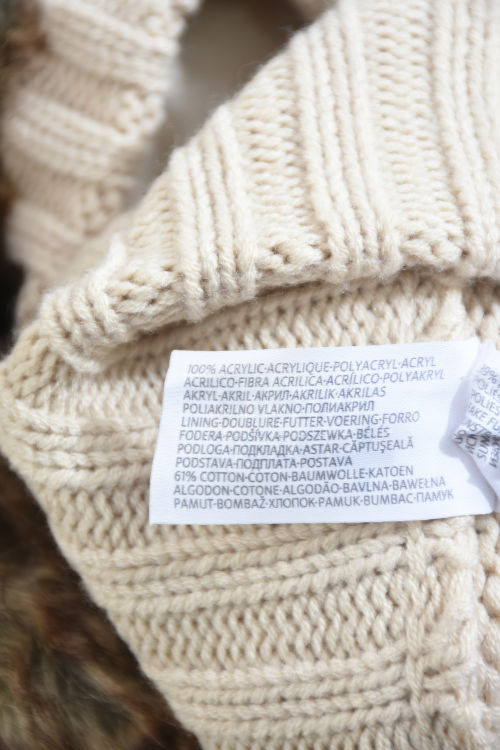 100% ACRYLIC·ACRYLIQUE·POLYACRYL·ACRYL
ACRILICO·FIBRA ACRILICA·ACRÍLICO·POLYAKRYL
AKRYL·AKRIL·АКРИЛ·AKRILIK·AKRILAS
POLIAKRILNO VLAKNO·ПОЛИАКРИЛ
LINING·DOUBLURE·FUTTER·VOERING·FORRO
FODERA·PODŠÍVKA·PODSZEWKA·BÉLÉS
PODLOGA·ПОДКЛАДКА·ASTAR·CĂPTUŞEALĂ
PODSTAVA·ПОДПЛАТА·POSTAVA
61% COTTON·COTON·BAUMWOLLE·KATOEN
ALGODON·COTONE·ALGODÃO·BAVLNA·BAWEŁNA
PAMUT·BOMBAŽ·ХЛОПОК·PAMUK·BUMBAC·ПАМУК